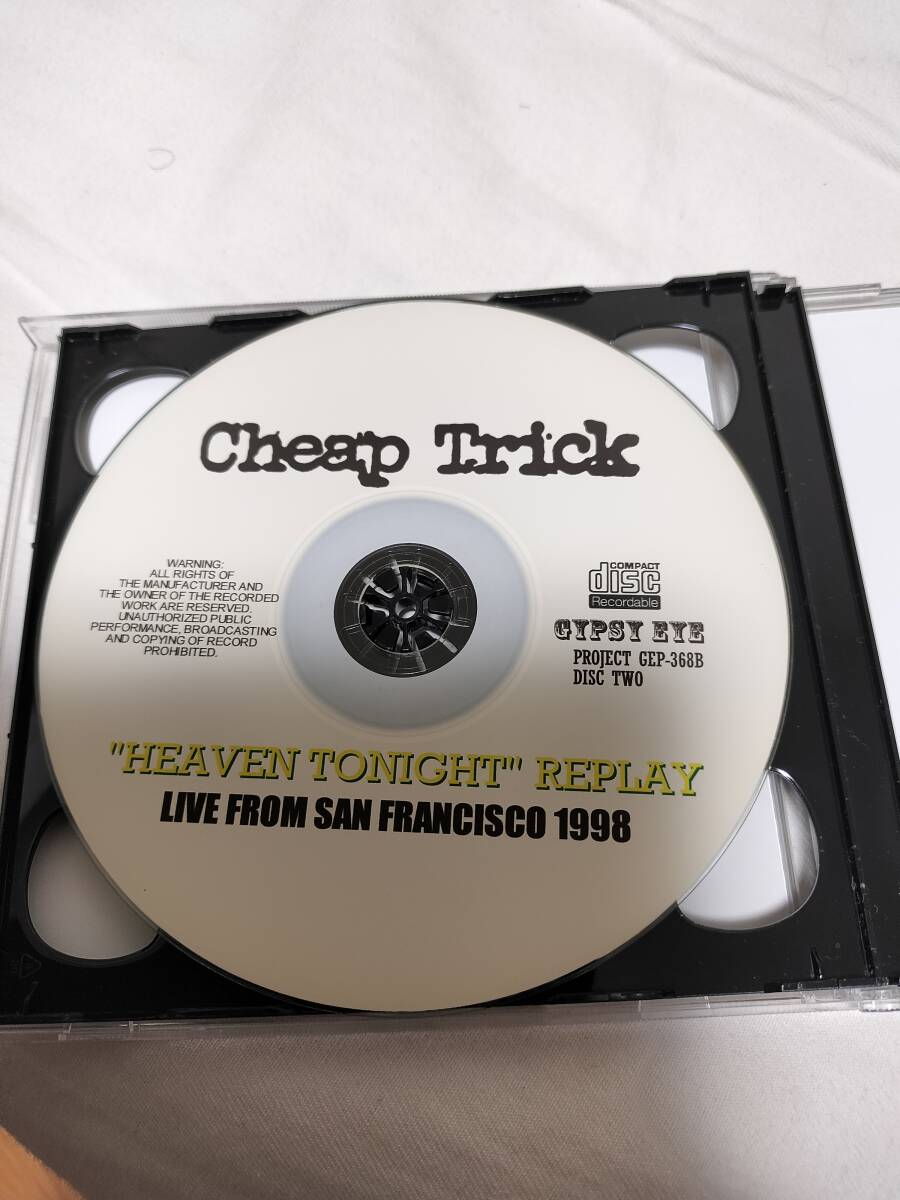 Cheap Trick
WARNING:
ALL RIGHTS OF
THE MANUFACTURER AND
THE OWNER OF THE RECORDED
WORK ARE RESERVED.
UNAUTHORIZED PUBLIC
PERFORMANCE, BROADCASTING
AND COPYING OF RECORD
PROHIBITED.
COMPACT
disc
Recordable
GYPSY EYE
PROJECT GEP-368B
DISC TWO
"HEAVEN TONIGHT" REPLAY
LIVE FROM SAN FRANCISCO 1998